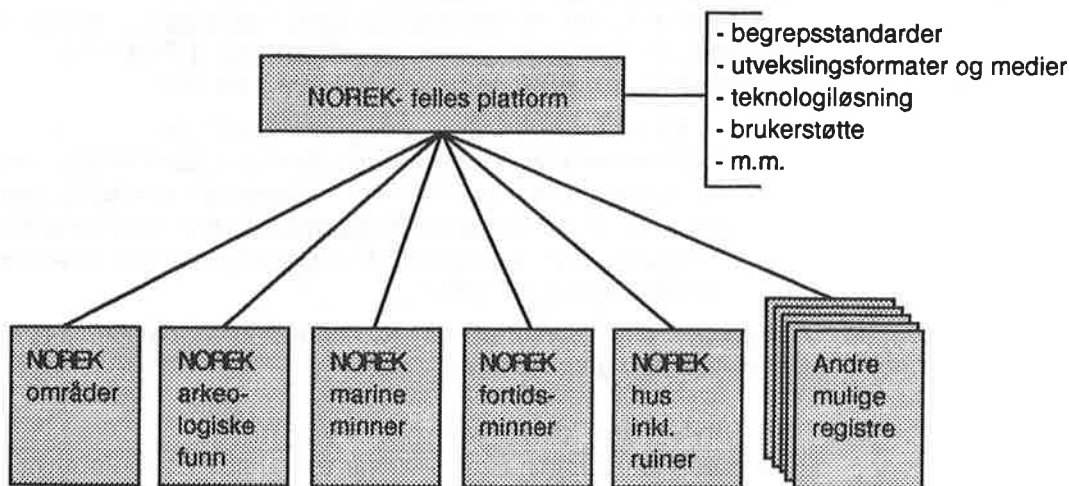 - begrepsstandarder
- utvekslingsformater og medier
- teknologiløsning
- brukerstøtte
- m.m.
NOREK- felles platform
NOREK
områder
NOREK
arkeo-
logiske
funn
NOREK
marine
minner
NOREK
fortids-
minner
NOREK
hus
inkl.
ruiner
Andre
mulige
registre